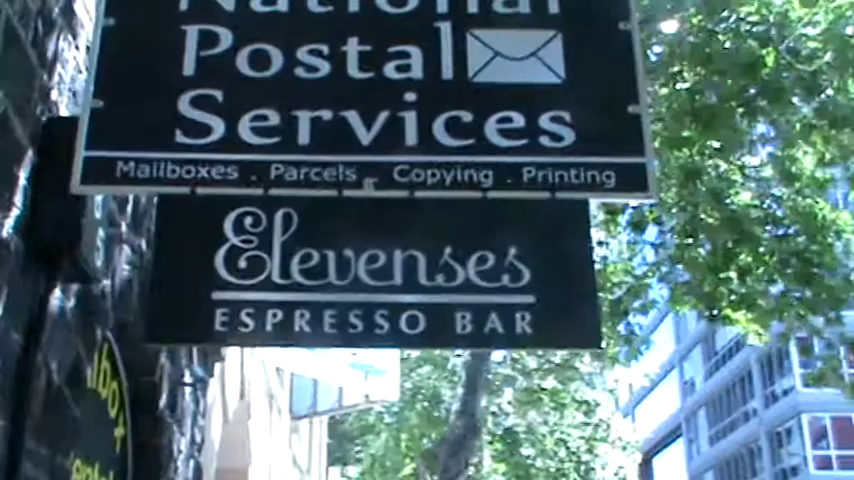 National
Postal
Services
Mailboxes . Parcels . Copying . Printing
Elevenses
ESPRESSO BAR